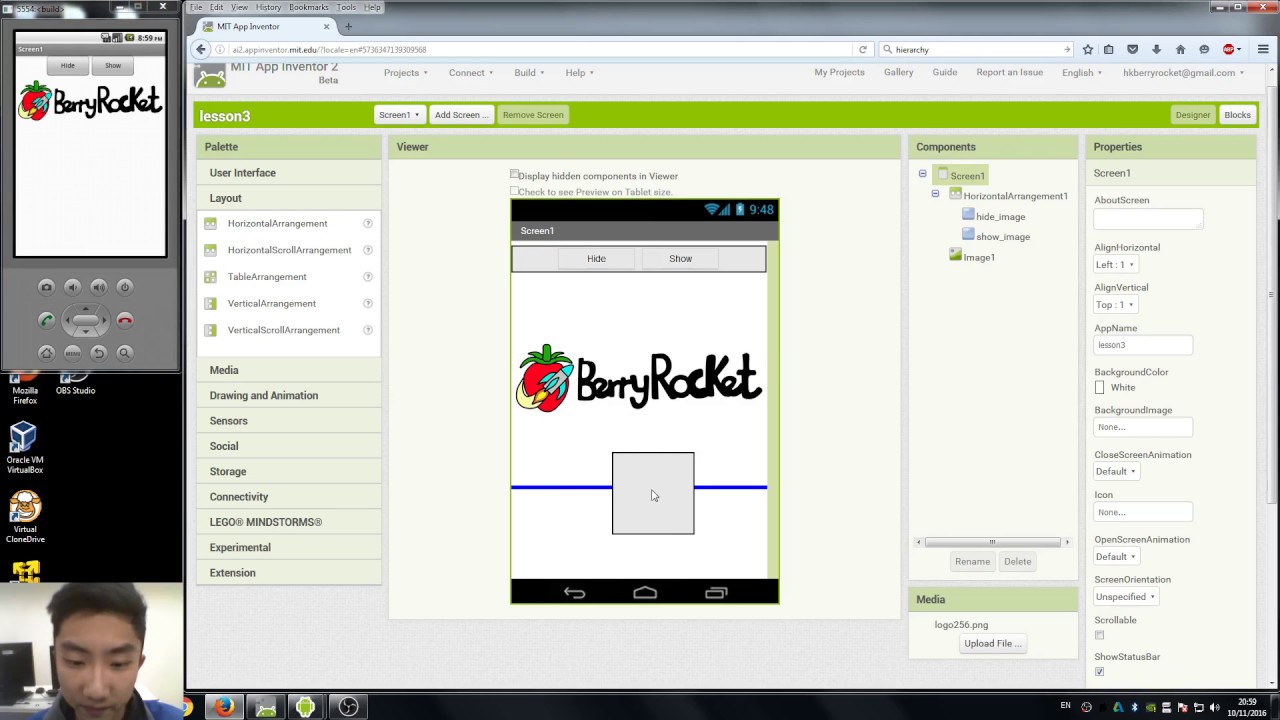 5554:<build>
8:59 PM
Screen1
Hide Show
BerryRocket
Mozilla
Firefox
OBS Studio
Oracle VM
VirtualBox
Virtual
CloneDrive
File Edit View History Bookmarks Tools Help
MIT App Inventor
ai2.appinventor.mit.edu/?locale=en#5736347139309568
hierarchy
MIT App Inventor 2
Beta
Projects Connect Build Help
My Projects Gallery Guide Report an Issue English hkberryrocket@gmail.com
lesson3
Screen1 Add Screen ... Remove Screen
Designer Blocks
Palette
User Interface
Layout
HorizontalArrangement
HorizontalScrollArrangement
TableArrangement
VerticalArrangement
VerticalScrollArrangement
Media
Drawing and Animation
Sensors
Social
Storage
Connectivity
LEGO® MINDSTORMS®
Experimental
Extension
Viewer
Display hidden components in Viewer
Check to see Preview on Tablet size.
9:48
Screen1
Hide Show
BerryRocket
Components
Screen1
HorizontalArrangement1
hide_image
show_image
Image1
Rename Delete
Media
logo256.png
Upload File ...
Properties
Screen1
AboutScreen
AlignHorizontal
Left : 1
AlignVertical
Top : 1
AppName
lesson3
BackgroundColor
White
BackgroundImage
None...
CloseScreenAnimation
Default
Icon
None...
OpenScreenAnimation
Default
ScreenOrientation
Unspecified
Scrollable
ShowStatusBar
EN
20:59
10/11/2016